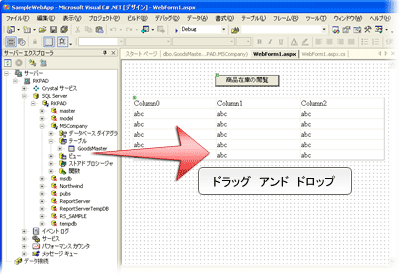 SampleWebApp - Microsoft Visual C# .NET [デザイン] - WebForm1.aspx
ファイル(F) 編集(E) 表示(V) プロジェクト(P) ビルド(B) デバッグ(D) データ(A) 書式(O) テーブル(L) フレーム(R) ツール(T) ウィンドウ(W) ヘルプ(H)
Debug
サーバー エクスプローラ
スタート ページ dbo.GoodsMaster...PAD.MSCompany) WebForm1.aspx WebForm1.aspx.cs
サーバー
RKPAD
Crystal サービス
SQL Server
RKPAD
master
model
MSCompany
データベース ダイアグラ
テーブル
GoodsMaster
ビュー
ストアド プロシージャ
関数
msdb
Northwind
pubs
ReportServer
ReportServerTempDB
RS_SAMPLE
tempdb
イベント ログ
サービス
パフォーマンス カウンタ
メッセージ キュー
データ接続
商品在庫の閲覧
Column0 Column1 Column2
abc abc abc
abc abc abc
abc abc abc
abc abc abc
abc abc
ドラッグ アンド ドロップ